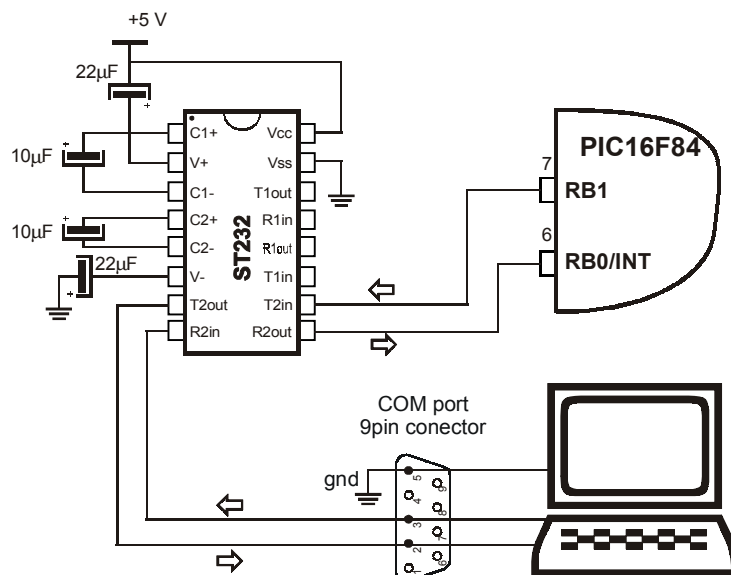 +5 V
22µF
+
C1+
Vcc
10µF
+
V+
Vss
PIC16F84
C1-
T1out
7
RB1
C2+
R1in
10µF
+
C2-
R1out
6
RB0/INT
22µF
+
V-
T1in
T2out
T2in
R2in
R2out
ST232
COM port
9pin conector
gnd
5
9
4
8
3
7
2
6
1